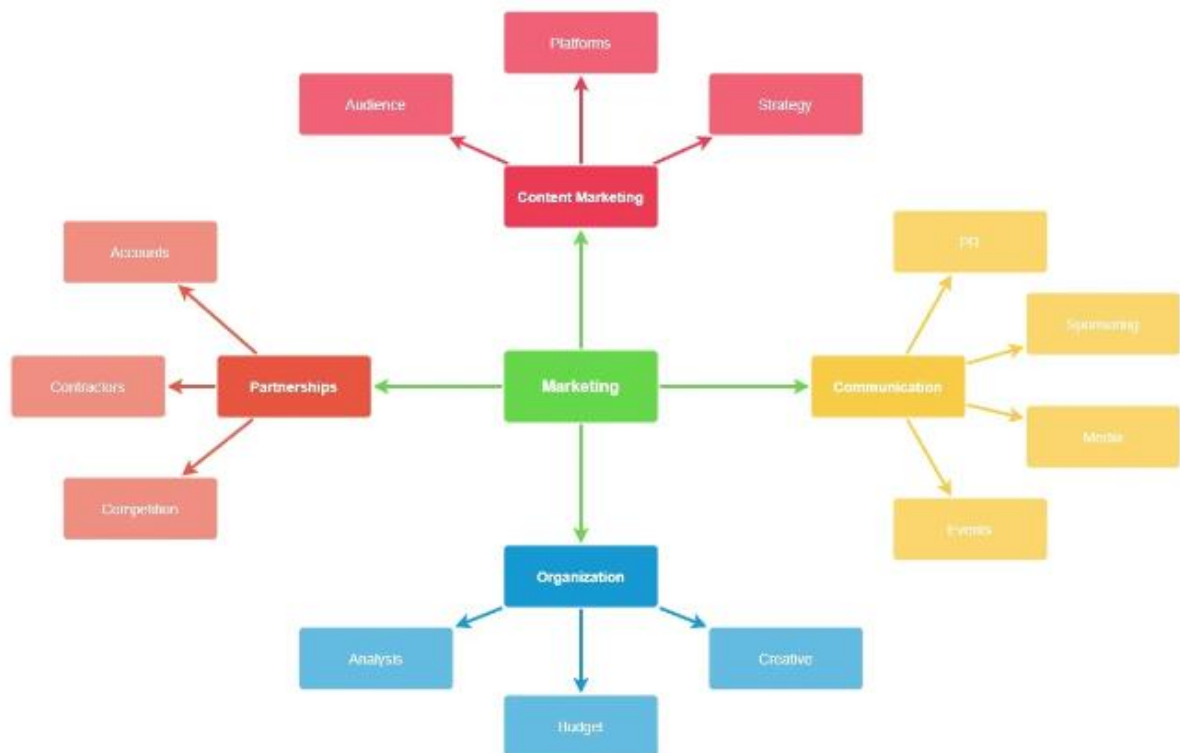 Platforms
Audience
Strategy
Content Marketing
Accounts
PR
Sponsoring
Contractors
Partnerships
Marketing
Communication
Media
Competition
Events
Organization
Analysis
Creative
Budget